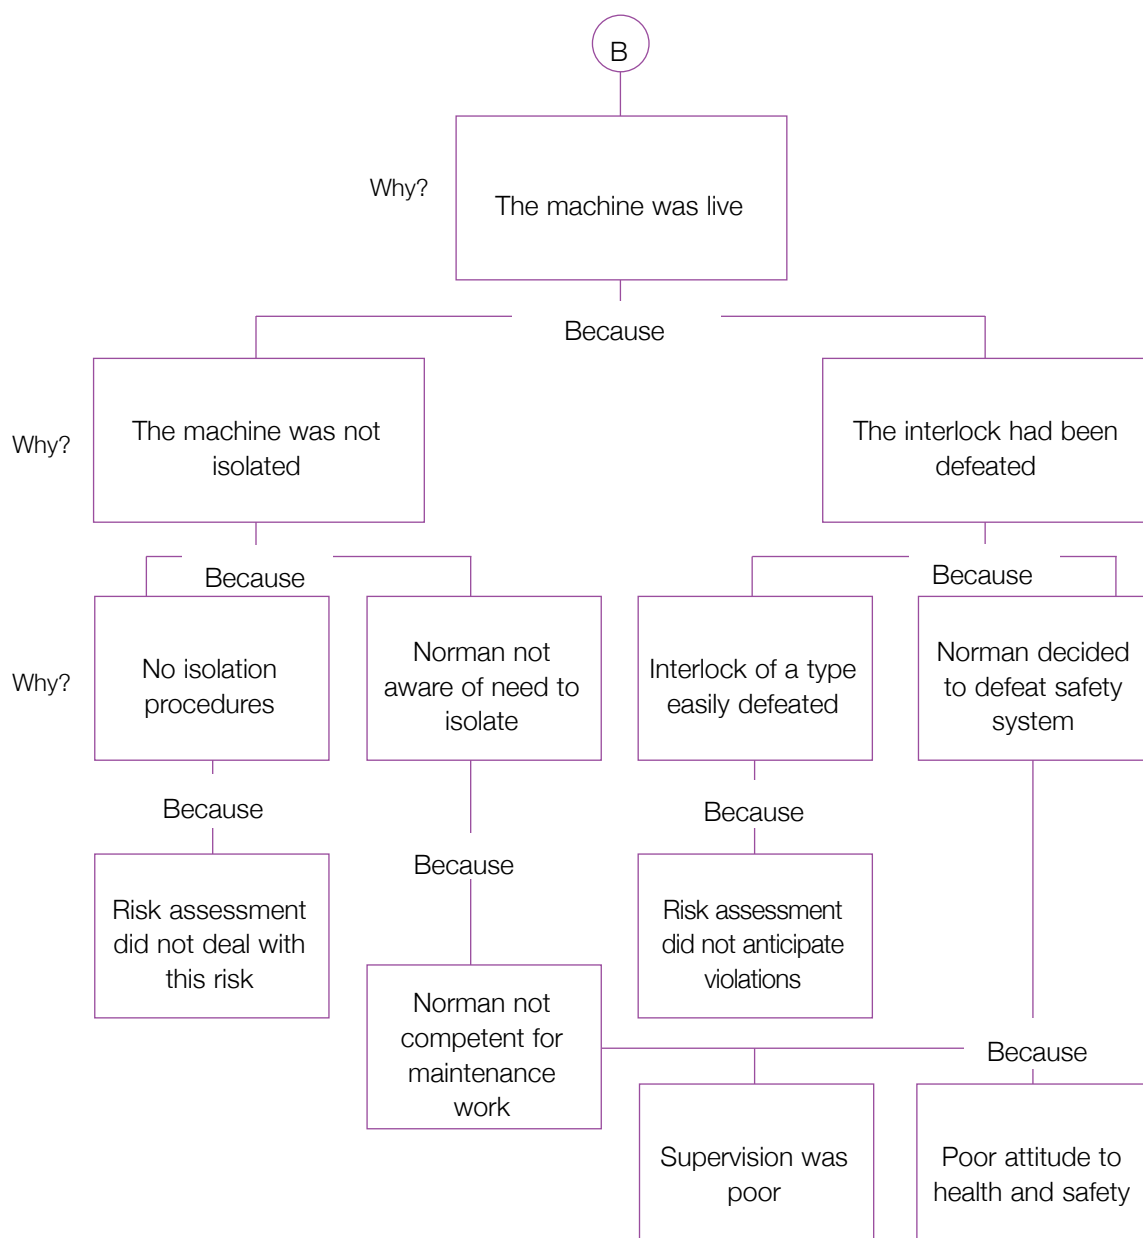 B
Why?
The machine was live
Because
Why?
The machine was not
isolated
The interlock had been
defeated
Because
Because
Why?
No isolation
procedures
Norman not
aware of need to
isolate
Interlock of a type
easily defeated
Norman decided
to defeat safety
system
Because
Because
Because
Risk assessment
did not deal with
this risk
Risk assessment
did not anticipate
violations
Norman not
competent for
maintenance
work
Because
Supervision was
poor
Poor attitude to
health and safety